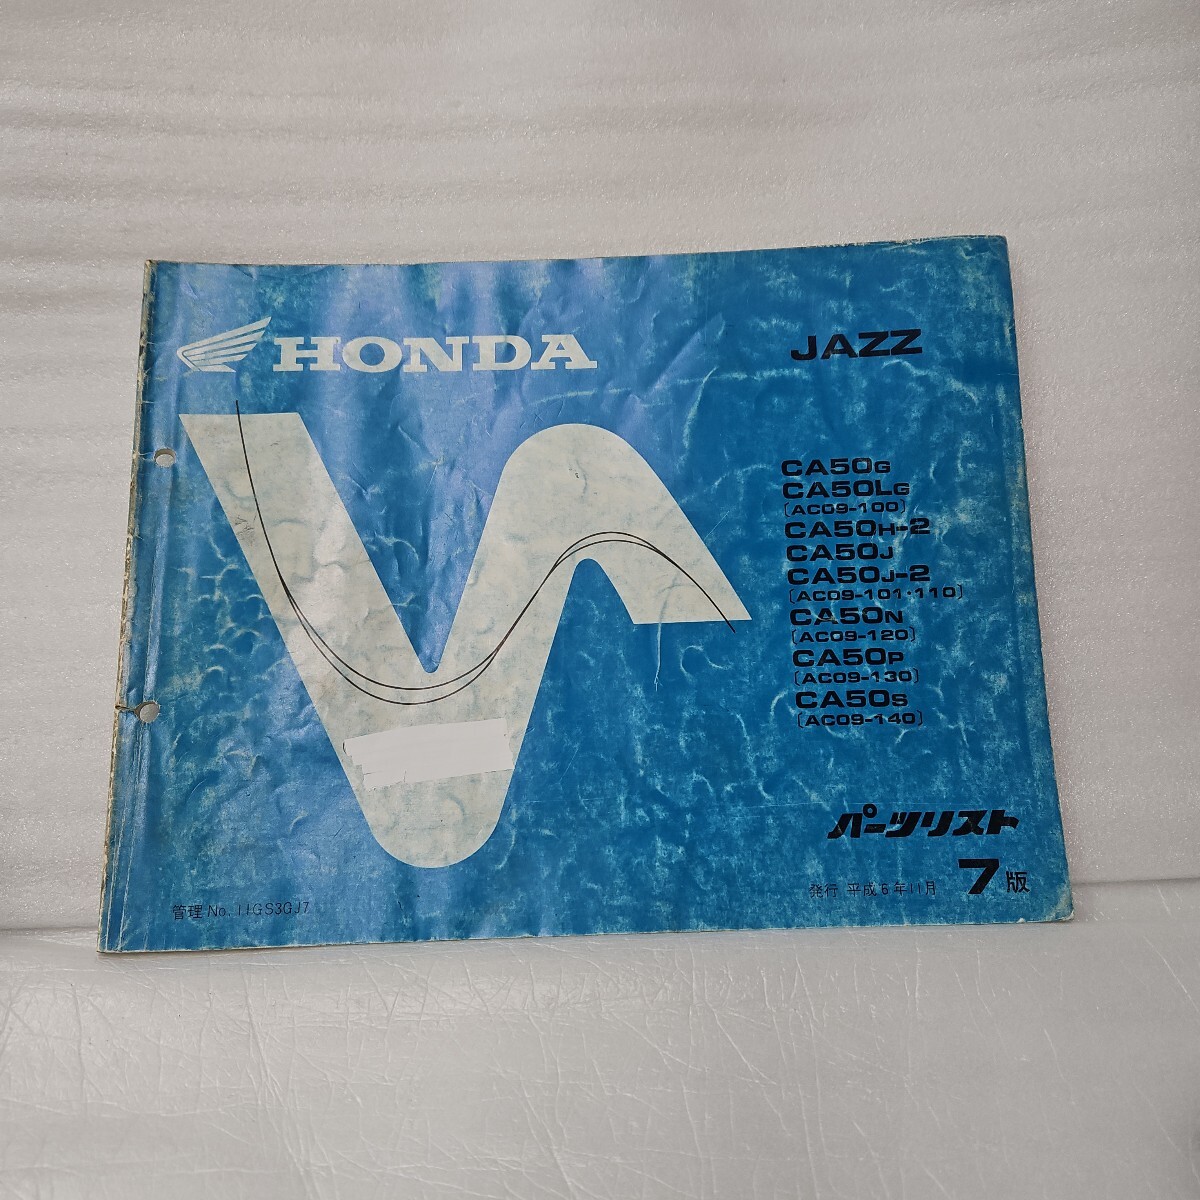 HONDA
JAZZ
CA50G
CA50LG
(AC09-100)
CA50H-2
CA50J
CA50J-2
(AC09-101・110)
CA50N
(AC09-120)
CA50P
(AC09-130)
CA50S
(AC09-140)
パーツリスト
発行 平成6年11月 7版
管理 No. 11GS3GJ7